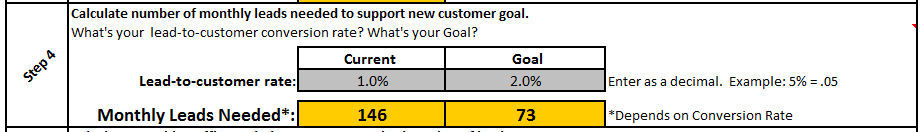 Calculate number of monthly leads needed to support new customer goal.
What's your lead-to-customer conversion rate? What's your Goal?
Step 4
Current Goal
Lead-to-customer rate: 1.0% 2.0% Enter as a decimal. Example: 5% = .05
Monthly Leads Needed*: 146 73 *Depends on Conversion Rate